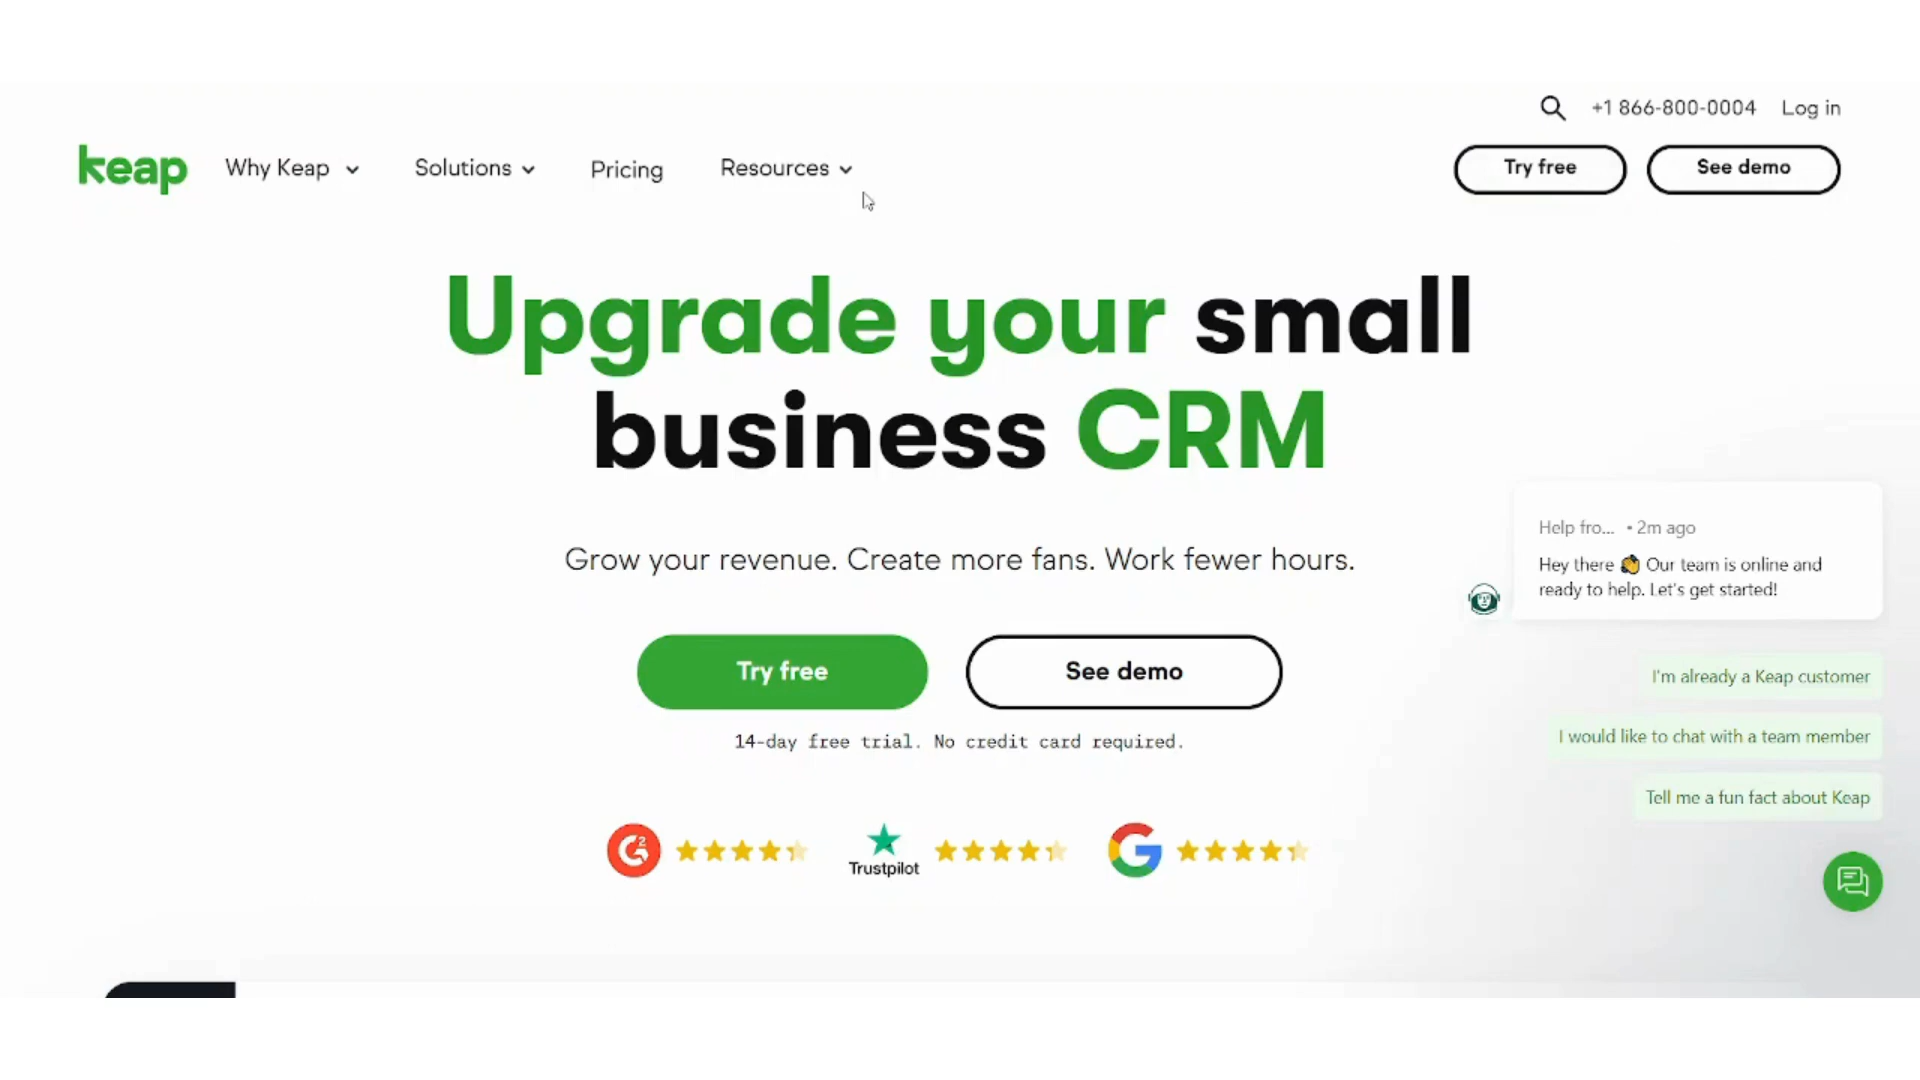 +1 866-800-0004 Log in
keap Why Keap Solutions Pricing Resources Try free See demo
Upgrade your small
business CRM
Grow your revenue. Create more fans. Work fewer hours.
Try free See demo
14-day free trial. No credit card required.
G2 Trustpilot G
Help fro... • 2m ago
Hey there 👏 Our team is online and
ready to help. Let's get started!
I'm already a Keap customer
I would like to chat with a team member
Tell me a fun fact about Keap